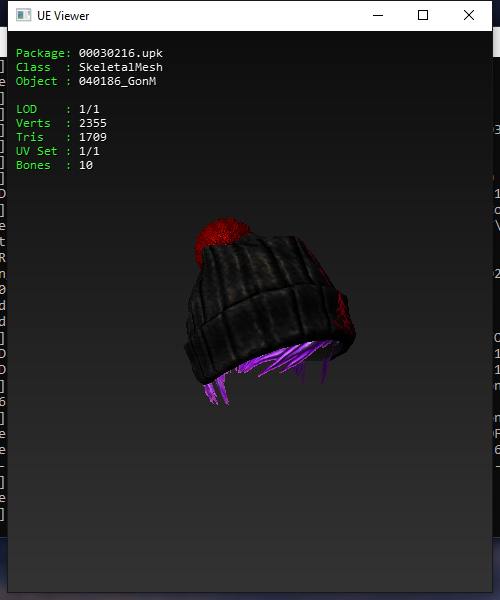 UE Viewer
Package: 00030216.upk
Class : SkeletalMesh
Object : 040186_GonM
LOD : 1/1
Verts : 2355
Tris : 1709
UV Set : 1/1
Bones : 10